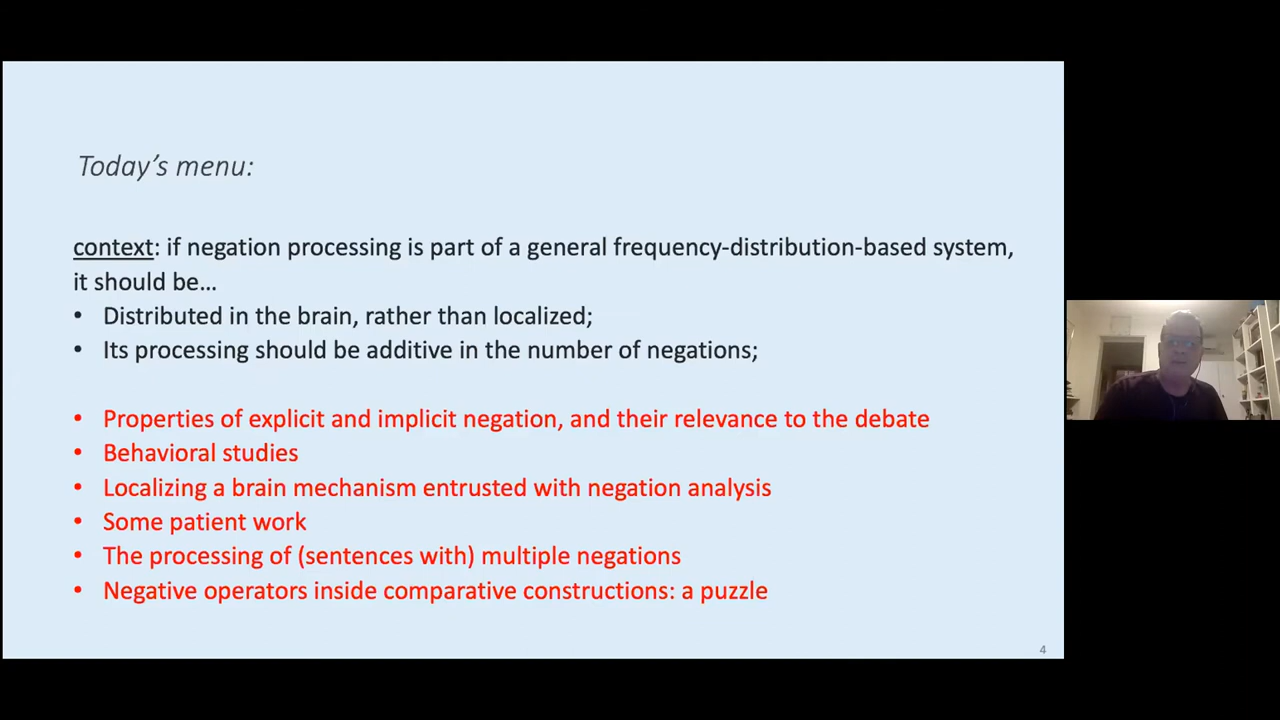 Today's menu:
context: if negation processing is part of a general frequency-distribution-based system,
it should be…
• Distributed in the brain, rather than localized;
• Its processing should be additive in the number of negations;
• Properties of explicit and implicit negation, and their relevance to the debate
• Behavioral studies
• Localizing a brain mechanism entrusted with negation analysis
• Some patient work
• The processing of (sentences with) multiple negations
• Negative operators inside comparative constructions: a puzzle
4